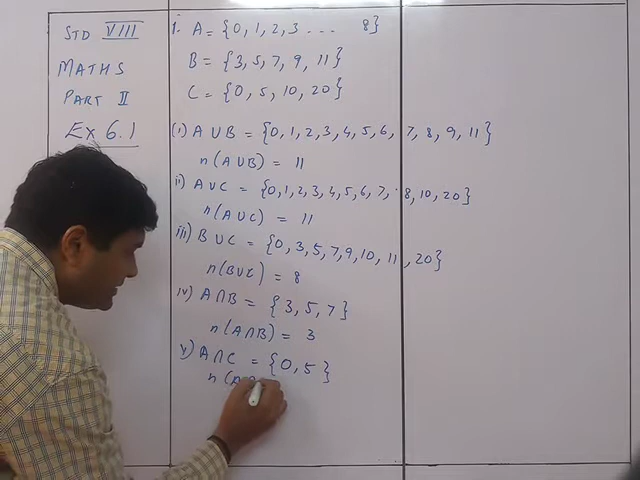 STD VIII
MATHS
PART II
Ex 6.1
1. A = {0, 1, 2, 3 ... 8}
B = {3, 5, 7, 9, 11}
C = {0, 5, 10, 20}
(i) A ∪ B = {0, 1, 2, 3, 4, 5, 6, 7, 8, 9, 11}
n(A ∪ B) = 11
ii) A ∪ C = {0, 1, 2, 3, 4, 5, 6, 7, 8, 10, 20}
n(A ∪ C) = 11
iii) B ∪ C = {0, 3, 5, 7, 9, 10, 11, 20}
n(B ∪ C) = 8
iv) A ∩ B = {3, 5, 7}
n(A ∩ B) = 3
v) A ∩ C = {0, 5}
n(A